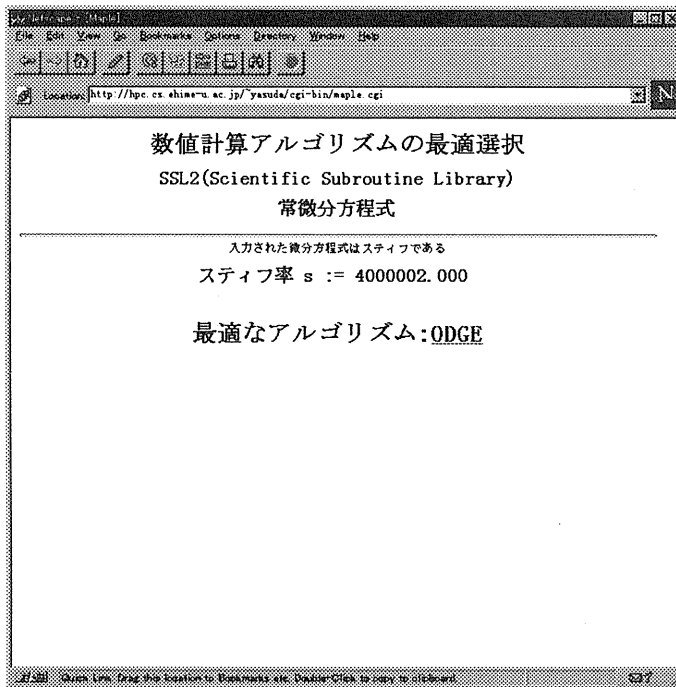 Netscape - [Maple]
File Edit View Go Bookmarks Options Directory Window Help
Location: http://hpc.cs.ehime-u.ac.jp/~yasuda/cgi-bin/maple.cgi
N
数値計算アルゴリズムの最適選択
SSL2(Scientific Subroutine Library)
常微分方程式
入力された微分方程式はスティフである
スティフ率 s := 4000002.000
最適なアルゴリズム:ODGE
Quick Link. Drag this location to Bookmarks etc. Double-Click to copy to clipboard.